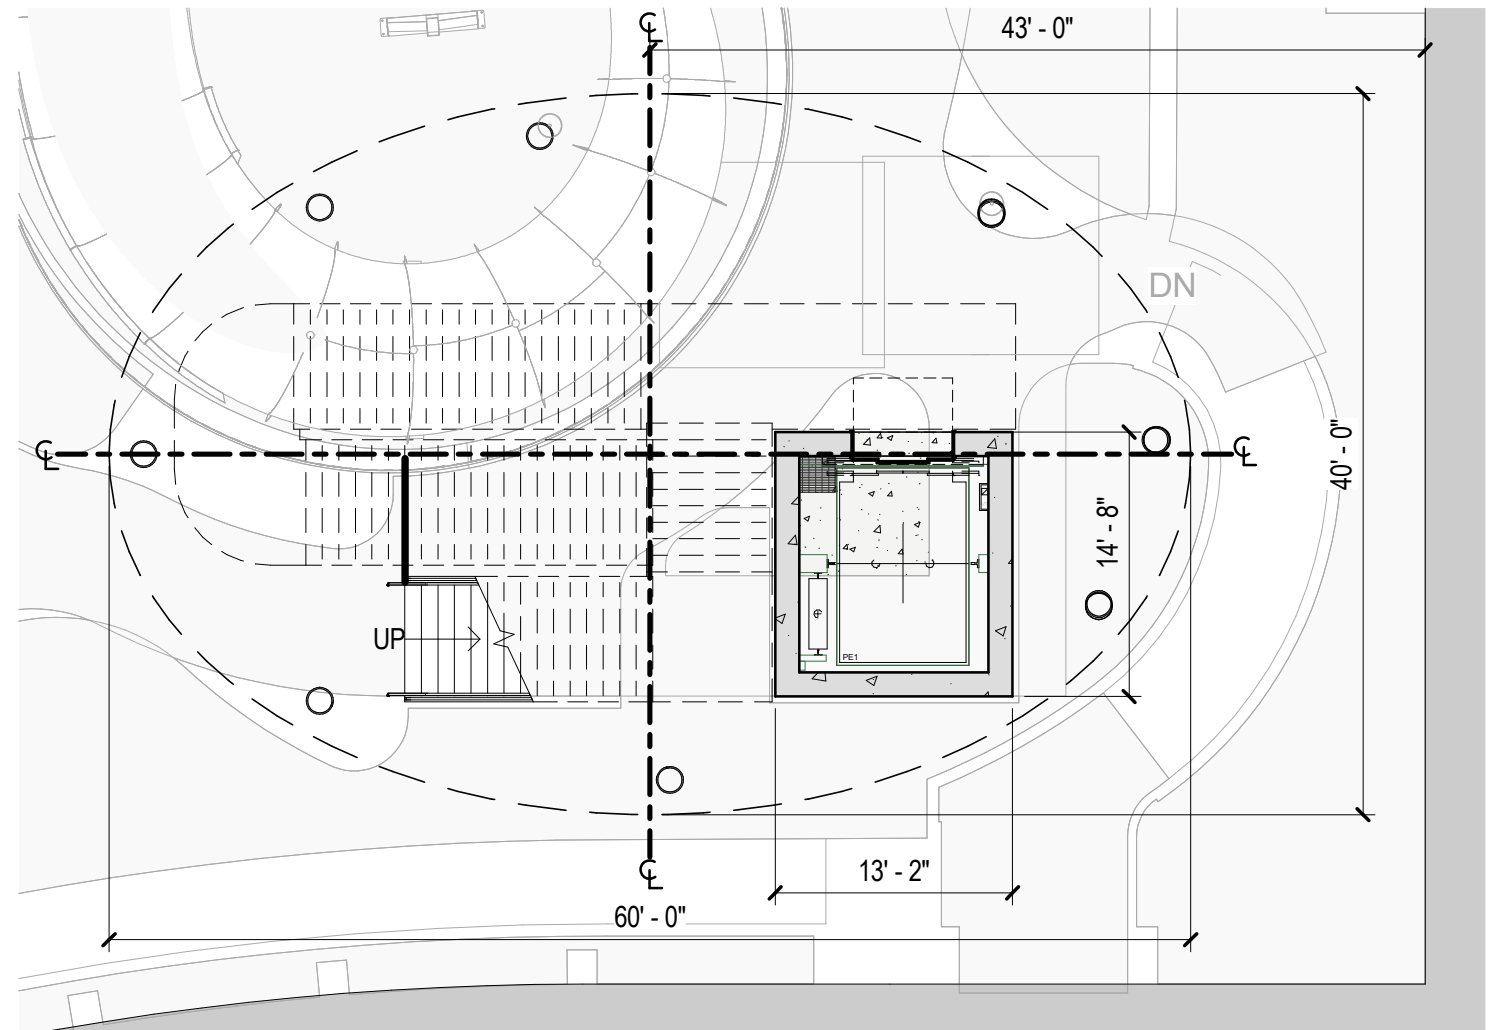 ℄
43' - 0"
DN
℄
℄
40' - 0"
14' - 8"
UP
PE1
℄
13' - 2"
60' - 0"